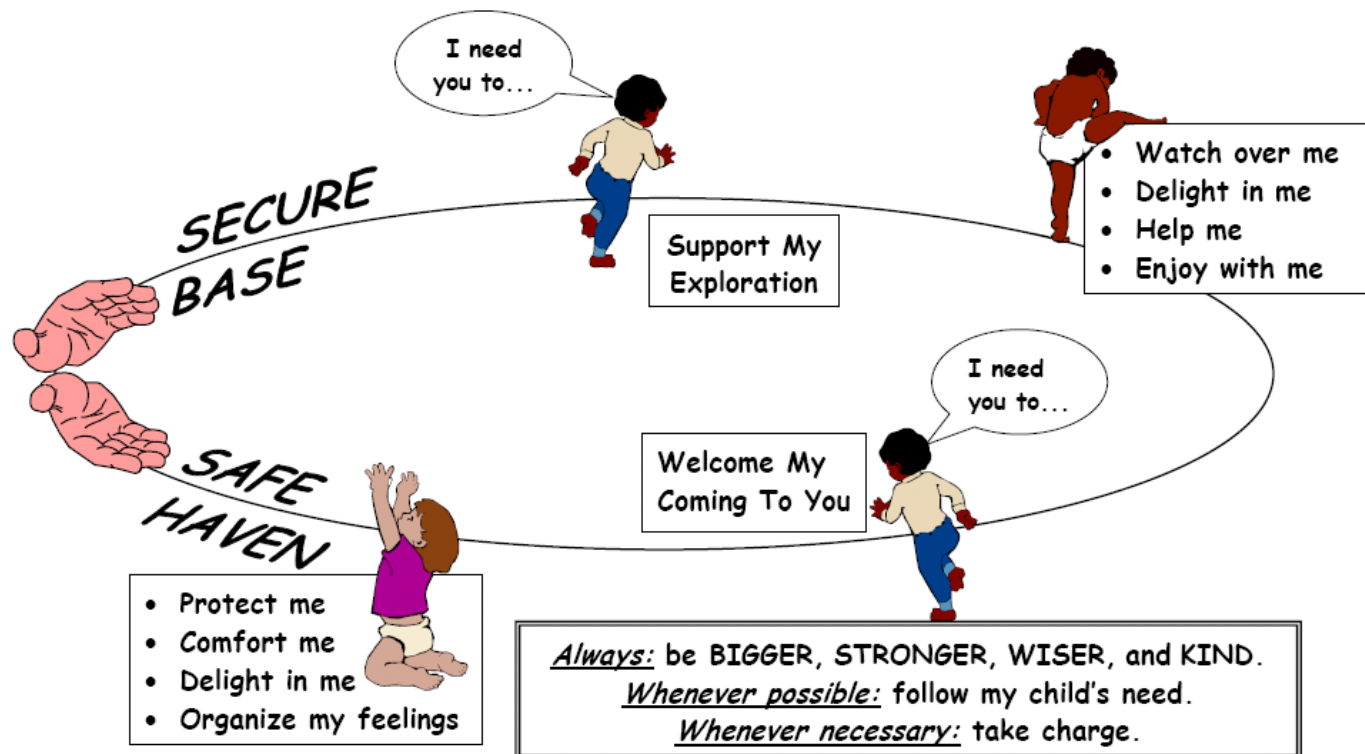 I need
you to...
SECURE
BASE
Support My
Exploration
• Watch over me
• Delight in me
• Help me
• Enjoy with me
I need
you to...
Welcome My
Coming To You
SAFE
HAVEN
• Protect me
• Comfort me
• Delight in me
• Organize my feelings
Always: be BIGGER, STRONGER, WISER, and KIND.
Whenever possible: follow my child's need.
Whenever necessary: take charge.